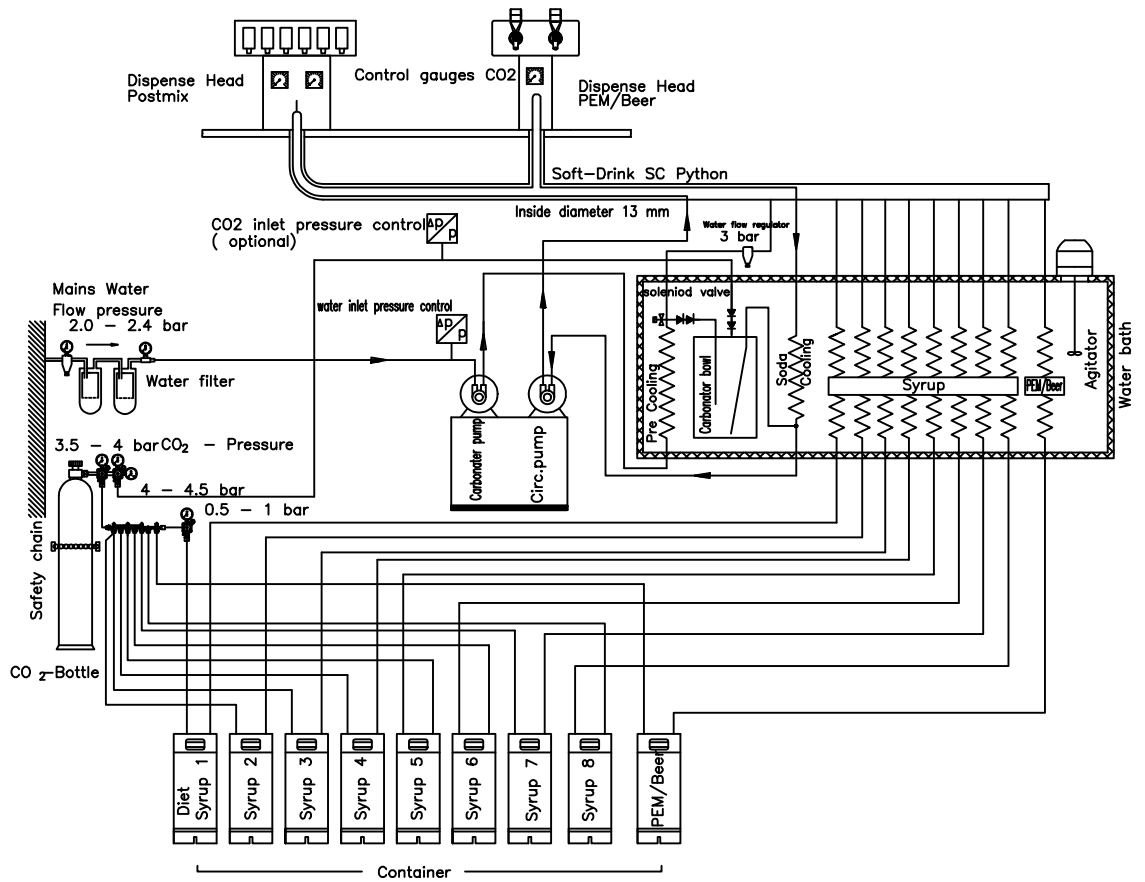 Dispense Head
Postmix
Control gauges CO2
Dispense Head
PEM/Beer
Soft-Drink SC Python
Inside diameter 13 mm
CO2 inlet pressure control
( optional)
Δp
p
Water flow regulator
3 bar
Mains Water
Flow pressure
2.0 - 2.4 bar
water inlet pressure control
Δp
p
soleniod valve
Water filter
Pre Cooling
Carbonator bowl
Soda
Cooling
Syrup
PEM/Beer
Agitator
Water bath
3.5 - 4 bar CO2 - Pressure
4 - 4.5 bar
0.5 - 1 bar
Carbonater pump
Circ.pump
Safety chain
CO 2-Bottle
Diet
Syrup 1
Syrup 2
Syrup 3
Syrup 4
Syrup 5
Syrup 6
Syrup 7
Syrup 8
PEM/Beer
Container